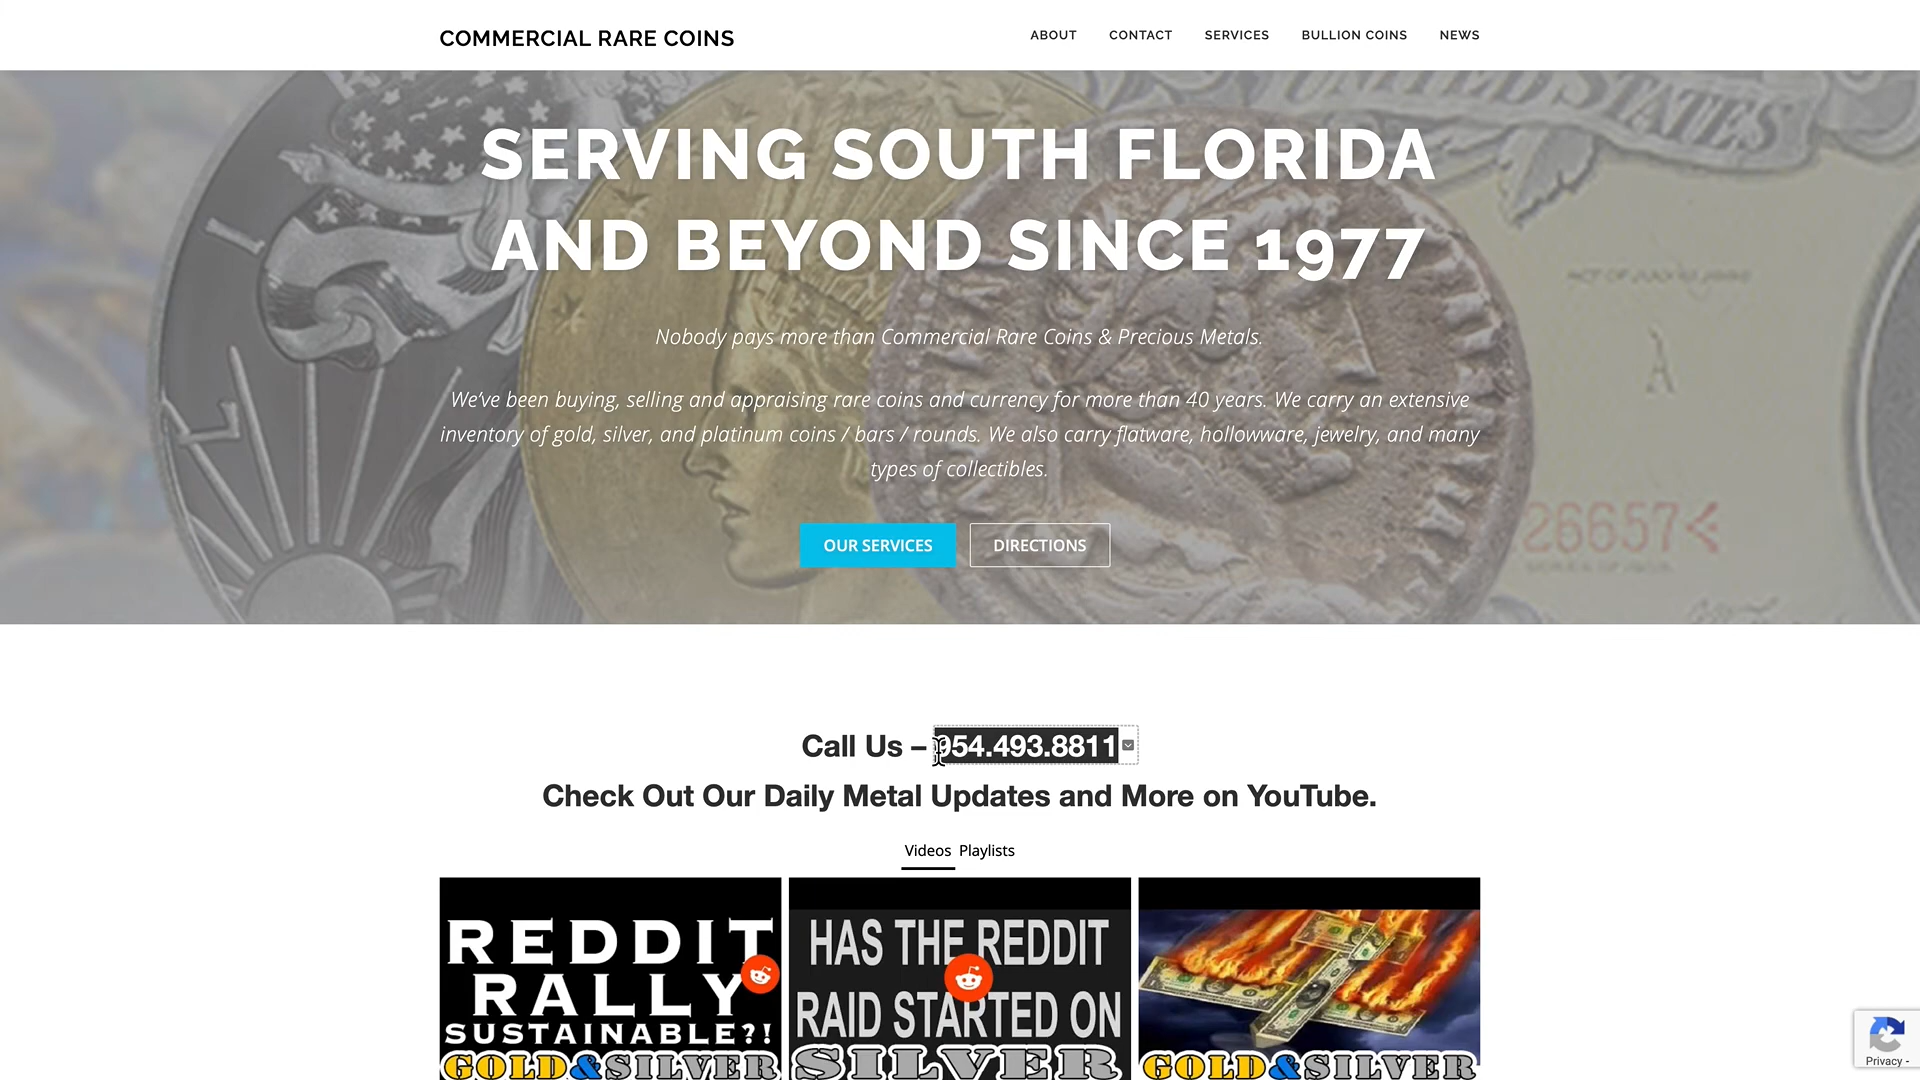 COMMERCIAL RARE COINS
ABOUT CONTACT SERVICES BULLION COINS NEWS
UNITED STATES
SERVING SOUTH FLORIDA
AND BEYOND SINCE 1977
Nobody pays more than Commercial Rare Coins & Precious Metals.
We've been buying, selling and appraising rare coins and currency for more than 40 years. We carry an extensive
inventory of gold, silver, and platinum coins / bars / rounds. We also carry flatware, hollowware, jewelry, and many
types of collectibles.
A
26657
OUR SERVICES DIRECTIONS
Call Us – 954.493.8811
Check Out Our Daily Metal Updates and More on YouTube.
Videos Playlists
REDDIT
RALLY
SUSTAINABLE?!
GOLD&SILVER
HAS THE REDDIT
RAID STARTED ON
SILVER
GOLD&SILVER
Privacy -